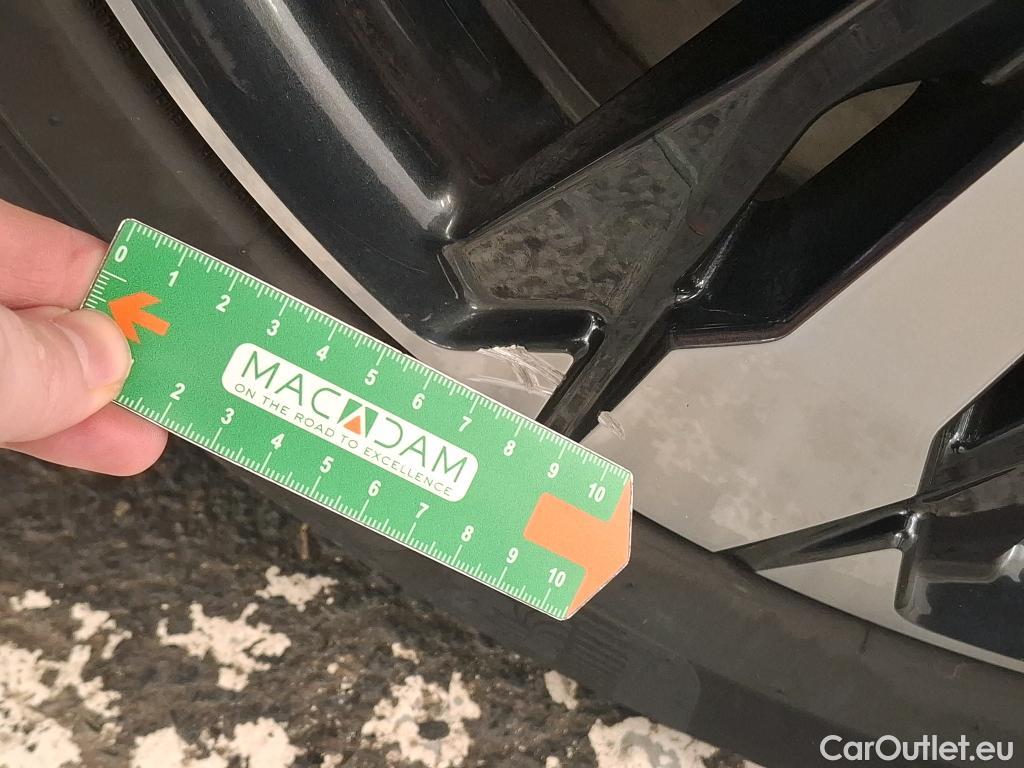 0 1 2 3 4 5 6 7 8 9 10
MACADAM
ON THE ROAD TO EXCELLENCE
2 3 4 5 6 7 8 9 10
CarOutlet.eu